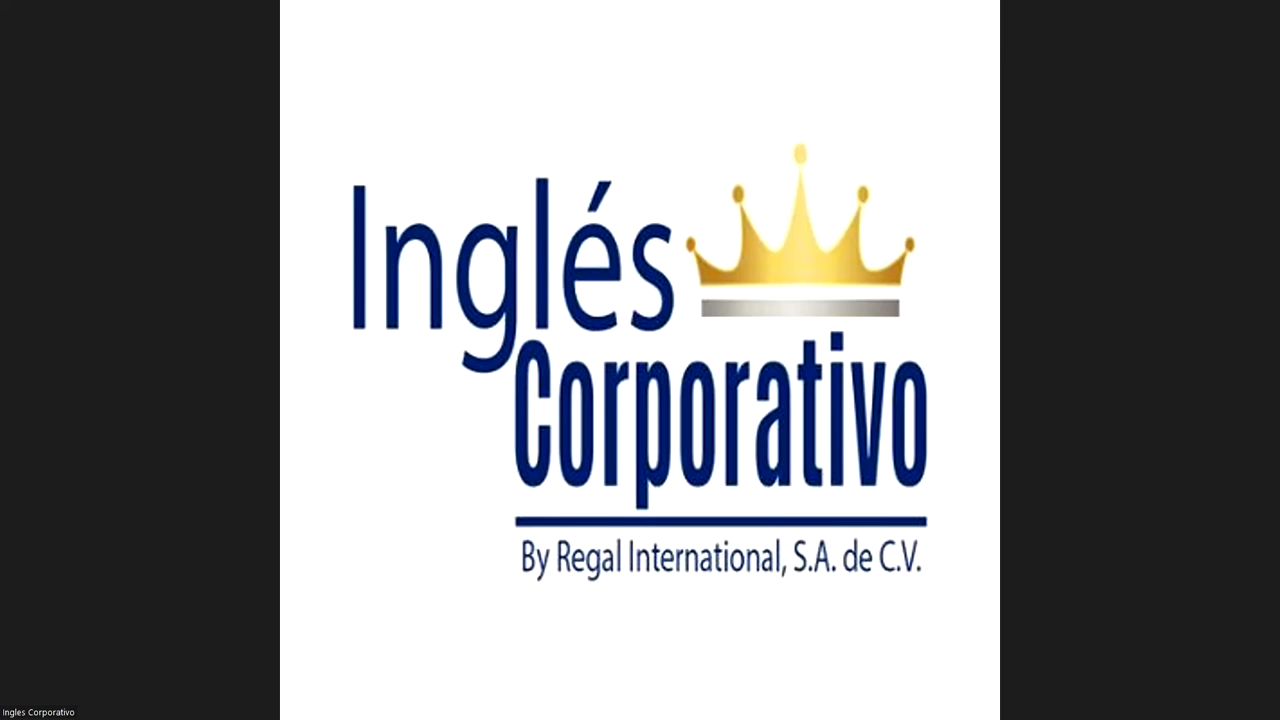 Inglés
Corporativo
By Regal International, S.A. de C.V.
Ingles Corporativo